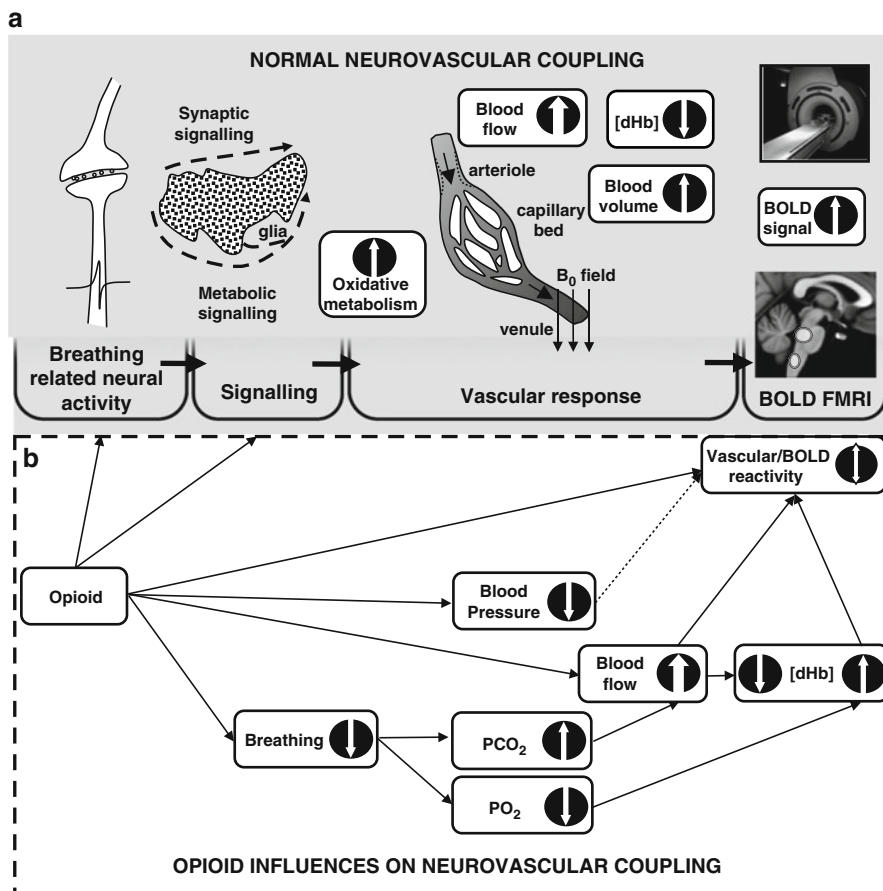 a
NORMAL NEUROVASCULAR COUPLING
Synaptic
signalling
glia
Metabolic
signalling
Oxidative
metabolism
Blood
flow
[dHb]
arteriole
Blood
volume
capillary
bed
B0 field
venule
BOLD
signal
Breathing
related neural
activity
Signalling
Vascular response
BOLD FMRI
b
Vascular/BOLD
reactivity
Opioid
Blood
Pressure
Blood
flow
[dHb]
Breathing
PCO2
PO2
OPIOID INFLUENCES ON NEUROVASCULAR COUPLING